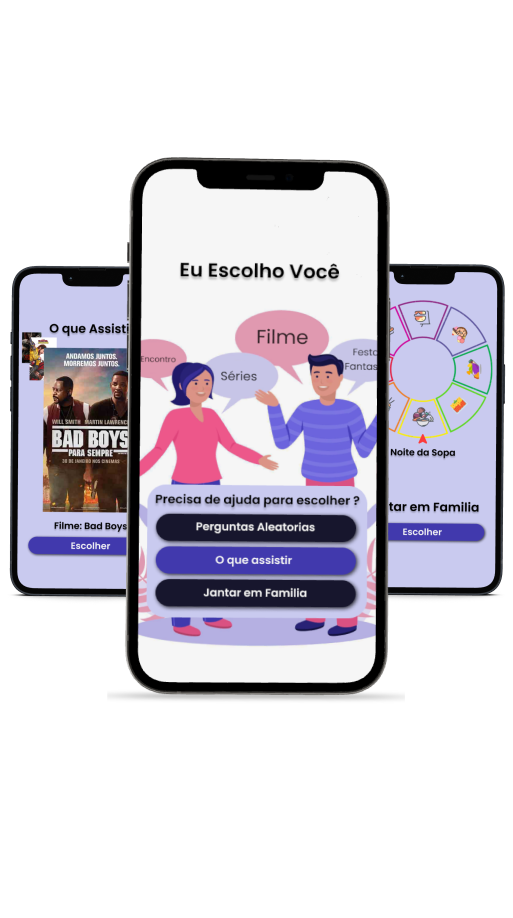 Eu Escolho Você
Filme
Encontro
Séries
Festa
Fantas
Precisa de ajuda para escolher ?
Perguntas Aleatorias
O que assistir
Jantar em Familia
O que Assisti
ANDAMOS JUNTOS.
MORREMOS JUNTOS.
WILL SMITH MARTIN LAWRENC
BAD BOYS
PARA SEMPRE
30 DE JANEIRO NOS CINEMAS
Filme: Bad Boys
Escolher
Noite da Sopa
tar em Familia
Escolher